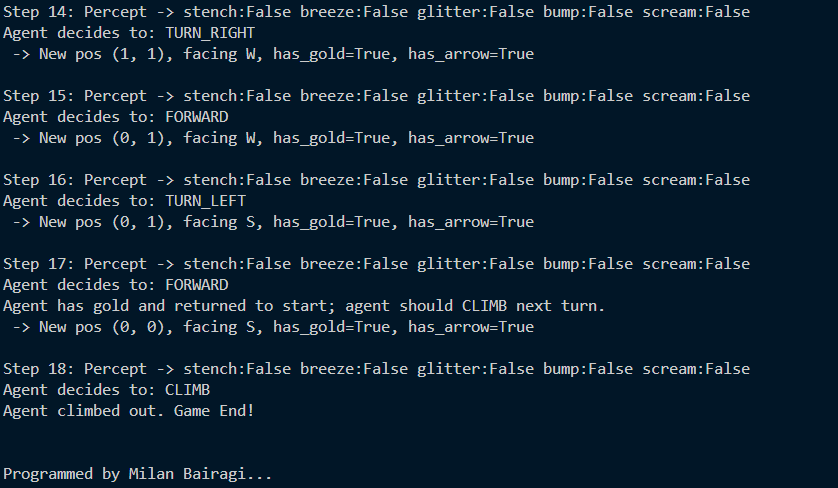 Step 14: Percept -> stench:False breeze:False glitter:False bump:False scream:False
Agent decides to: TURN_RIGHT
 -> New pos (1, 1), facing W, has_gold=True, has_arrow=True

Step 15: Percept -> stench:False breeze:False glitter:False bump:False scream:False
Agent decides to: FORWARD
 -> New pos (0, 1), facing W, has_gold=True, has_arrow=True

Step 16: Percept -> stench:False breeze:False glitter:False bump:False scream:False
Agent decides to: TURN_LEFT
 -> New pos (0, 1), facing S, has_gold=True, has_arrow=True

Step 17: Percept -> stench:False breeze:False glitter:False bump:False scream:False
Agent decides to: FORWARD
Agent has gold and returned to start; agent should CLIMB next turn.
 -> New pos (0, 0), facing S, has_gold=True, has_arrow=True

Step 18: Percept -> stench:False breeze:False glitter:False bump:False scream:False
Agent decides to: CLIMB
Agent climbed out. Game End!

Programmed by Milan Bairagi...